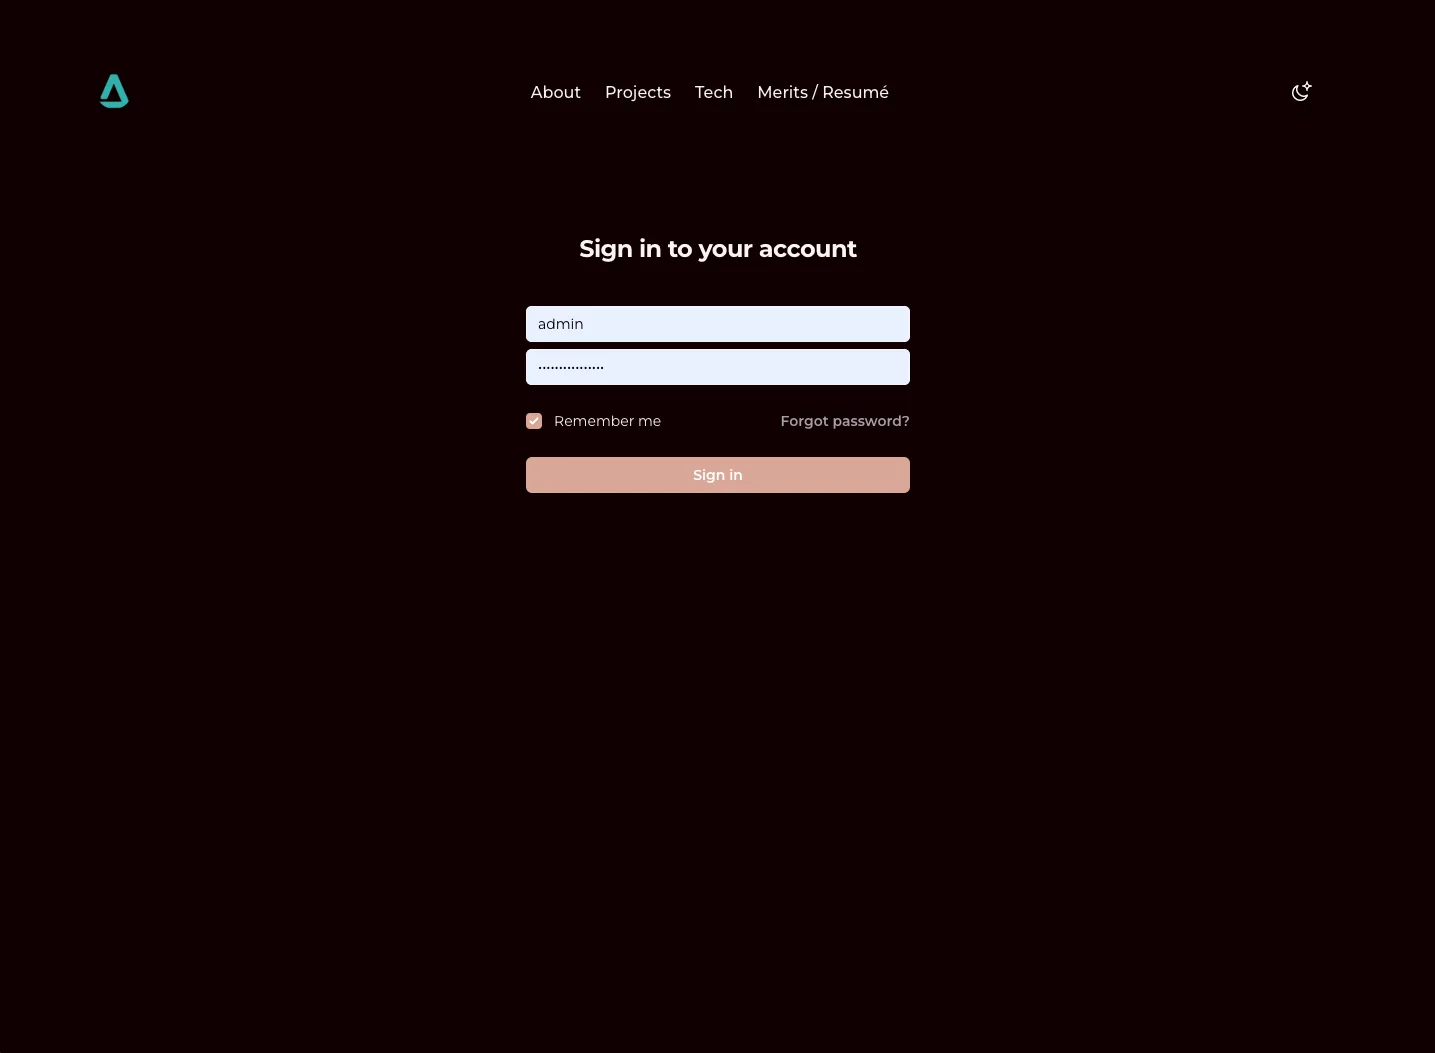 About Projects Tech Merits / Resumé
Sign in to your account
admin
••••••••••••••••
Remember me Forgot password?
Sign in